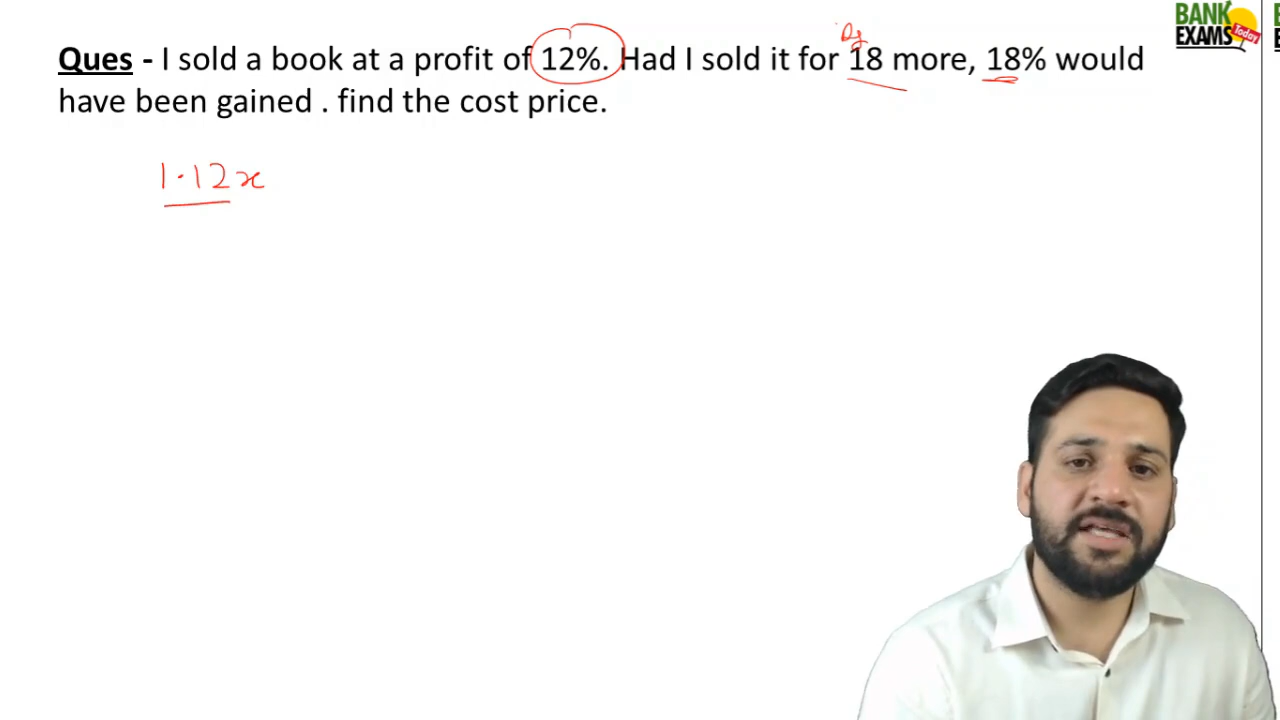 BANK
EXAMS Today
Ques - I sold a book at a profit of 12%. Had I sold it for 18 more, 18% would
have been gained . find the cost price.
1.12x